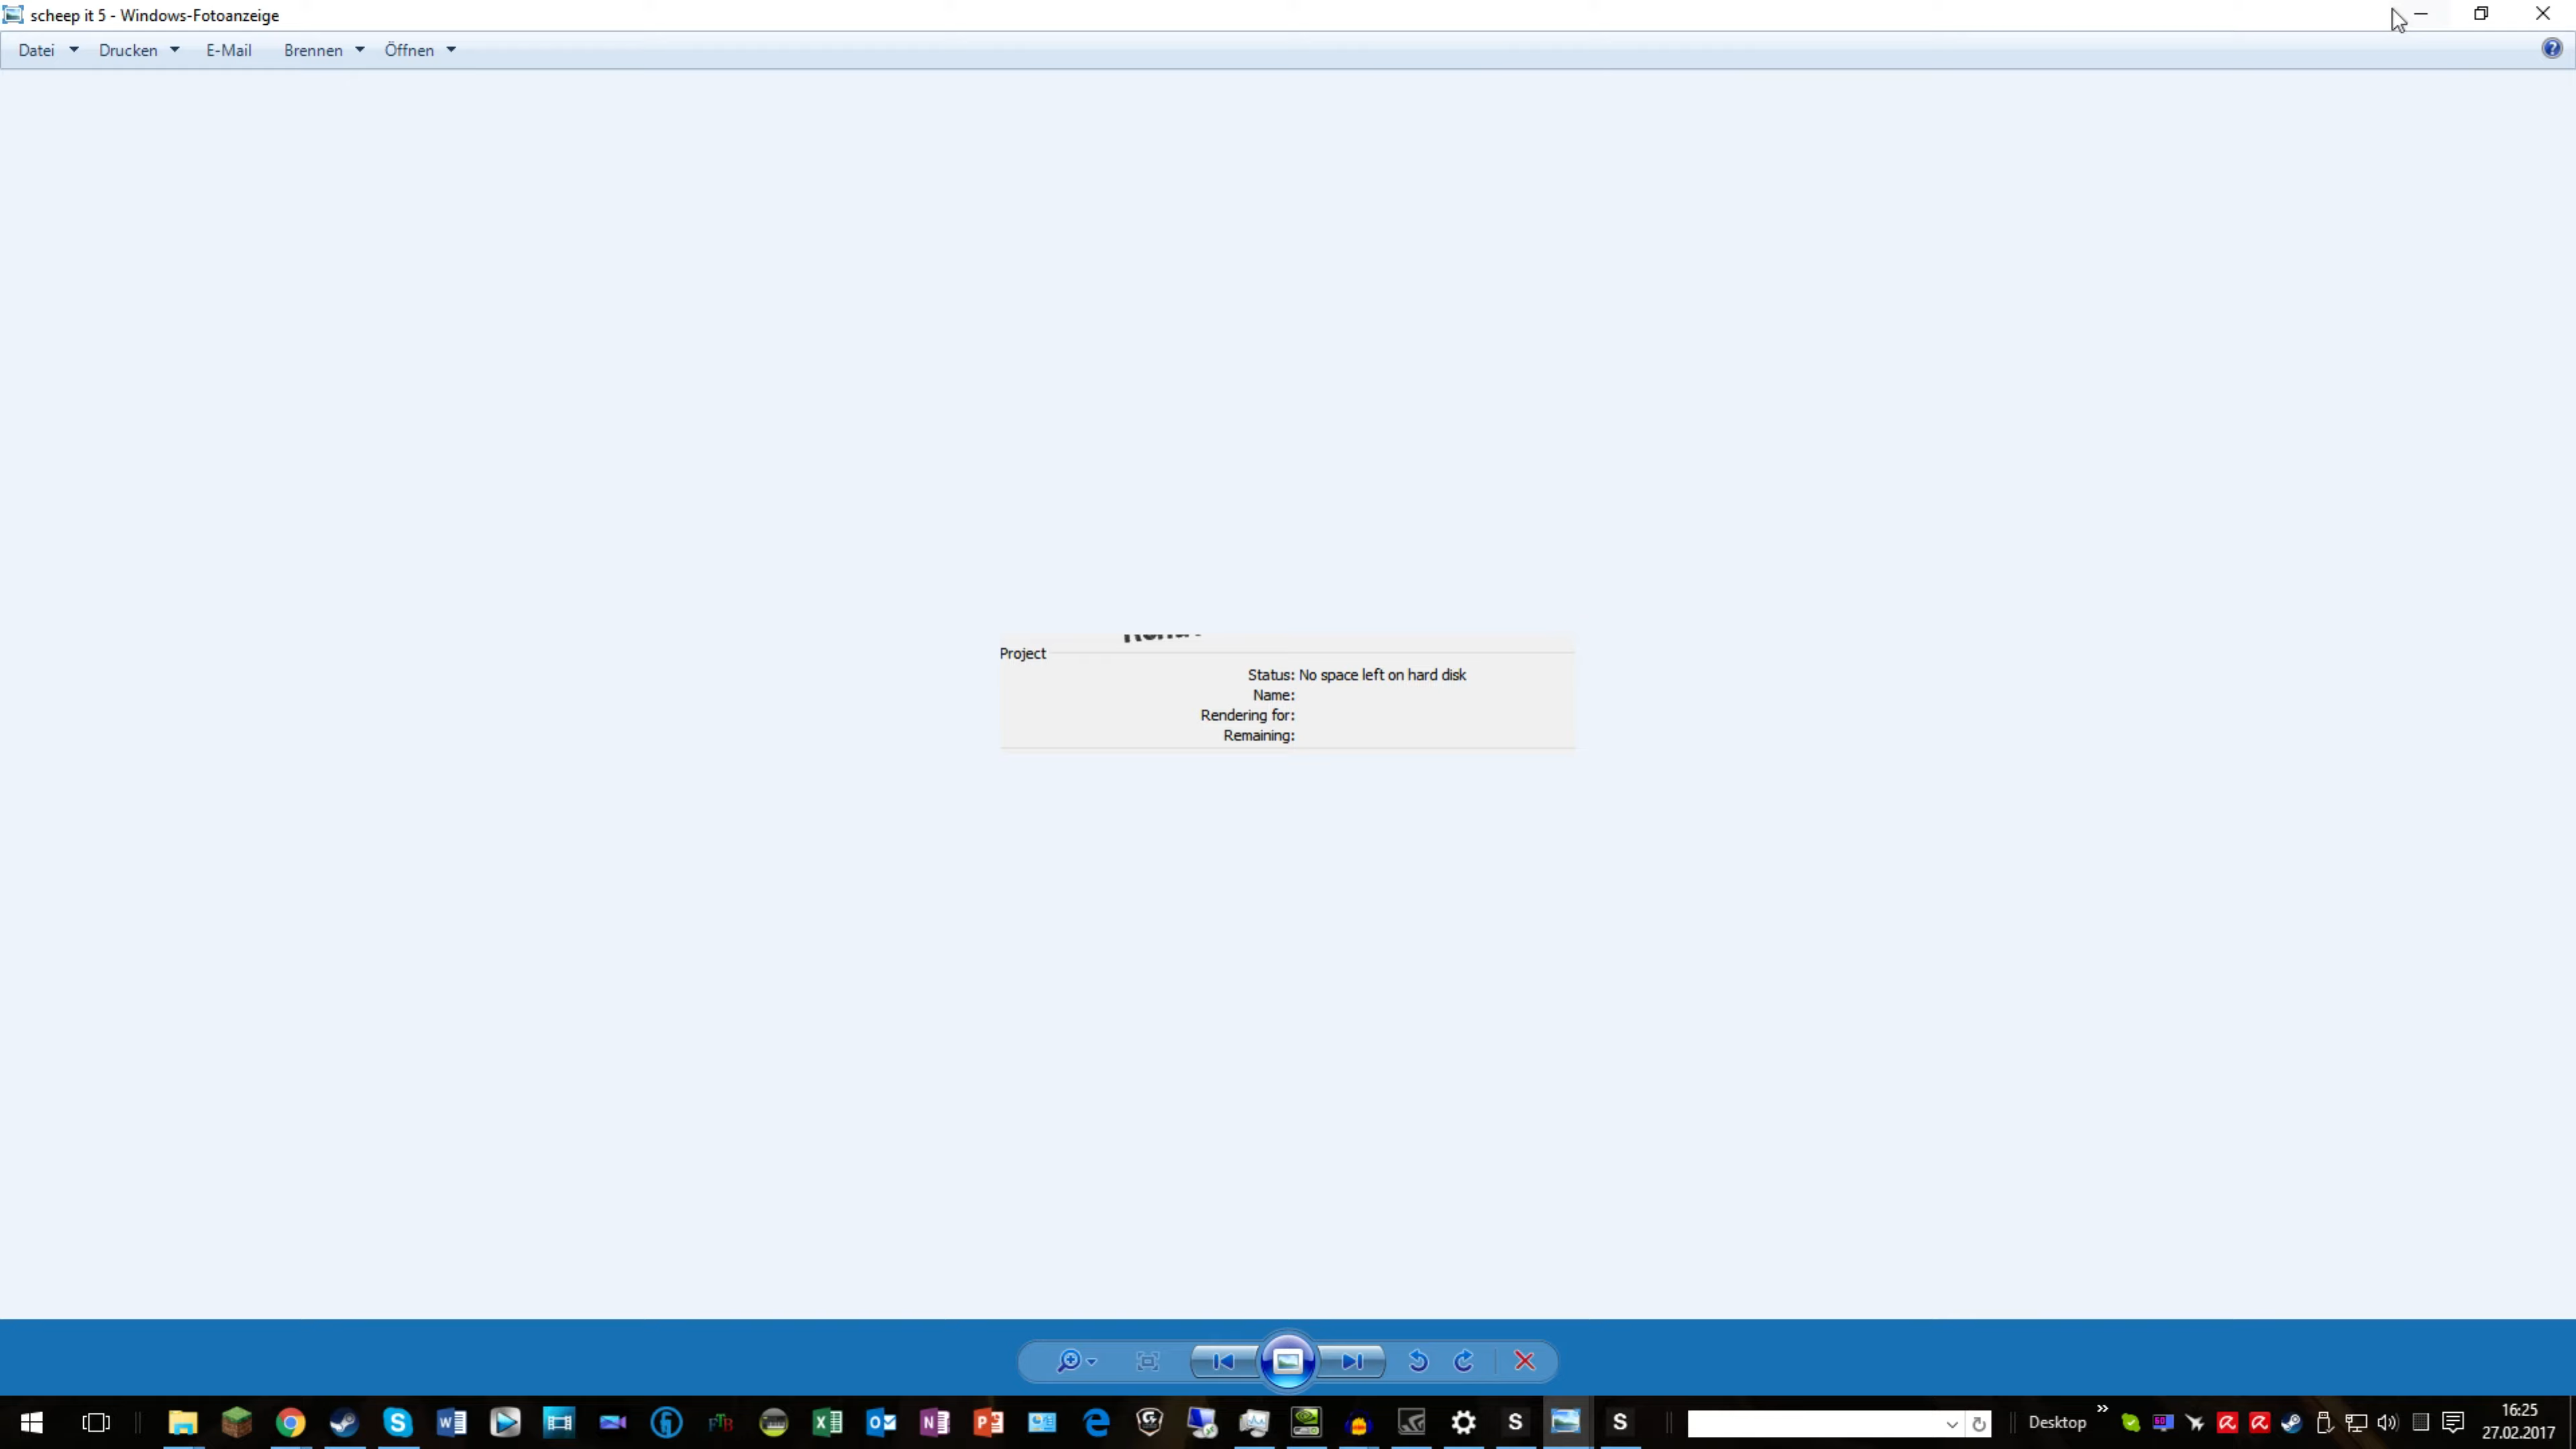 scheep it 5 - Windows-Fotoanzeige
Datei Drucken E-Mail Brennen Öffnen
Project
Status: No space left on hard disk
Name:
Rendering for:
Remaining:
Desktop
16:25
27.02.2017